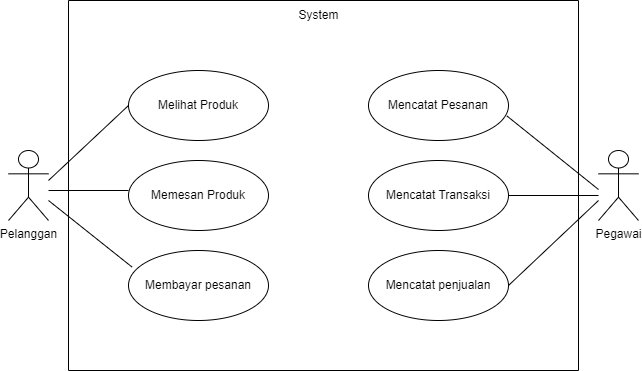 System
Melihat Produk
Mencatat Pesanan
Memesan Produk
Mencatat Transaksi
Pelanggan
Pegawai
Membayar pesanan
Mencatat penjualan